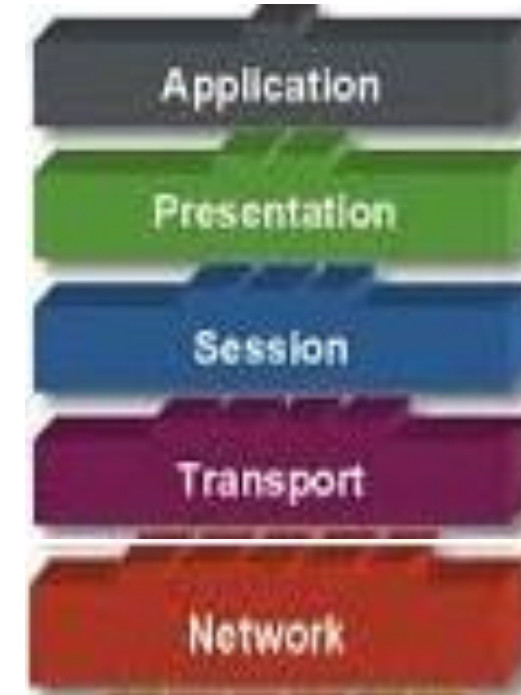 Application
Presentation
Session
Transport
Network